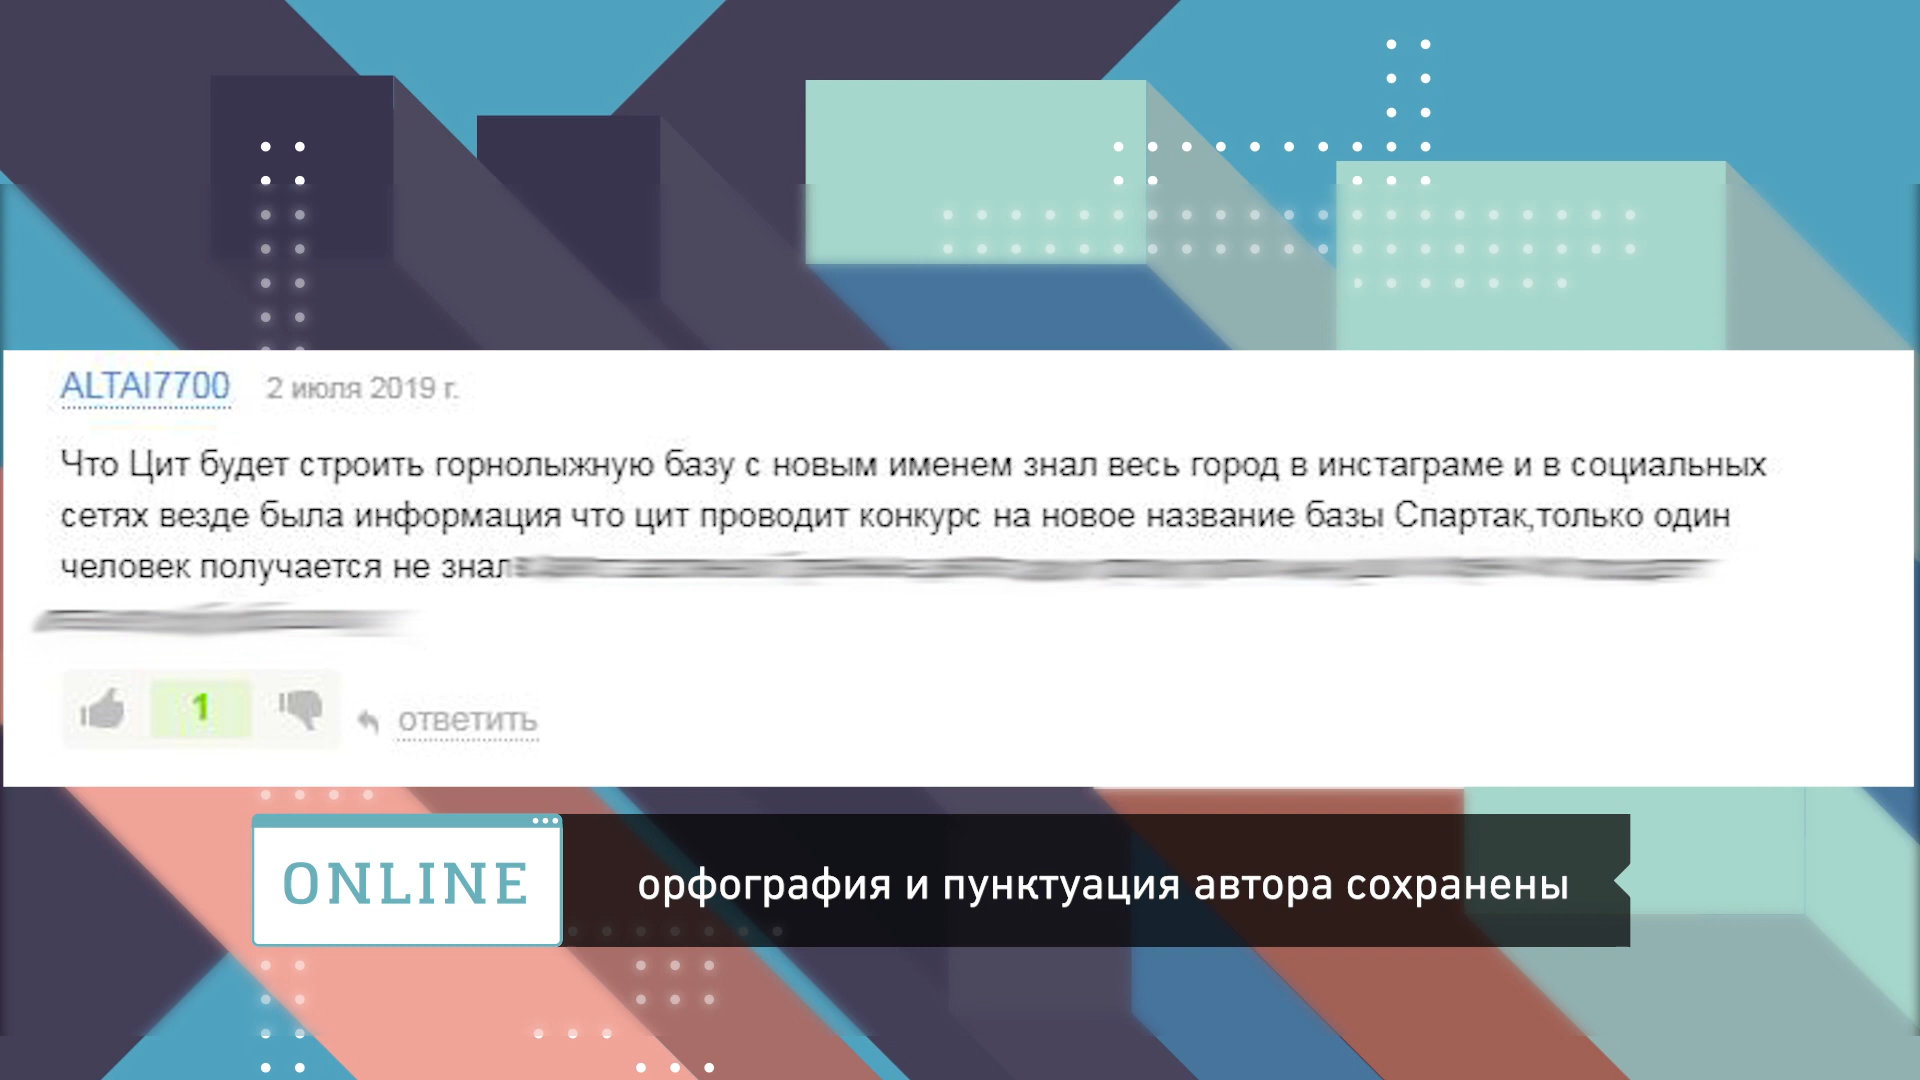 ALTAI7700 2 июля 2019 г.
Что Цит будет строить горнолыжную базу с новым именем знал весь город в инстаграме и в социальных
сетях везде была информация что цит проводит конкурс на новое название базы Спартак,только один
человек получается не знал
1 ответить
ONLINE
орфография и пунктуация автора сохранены